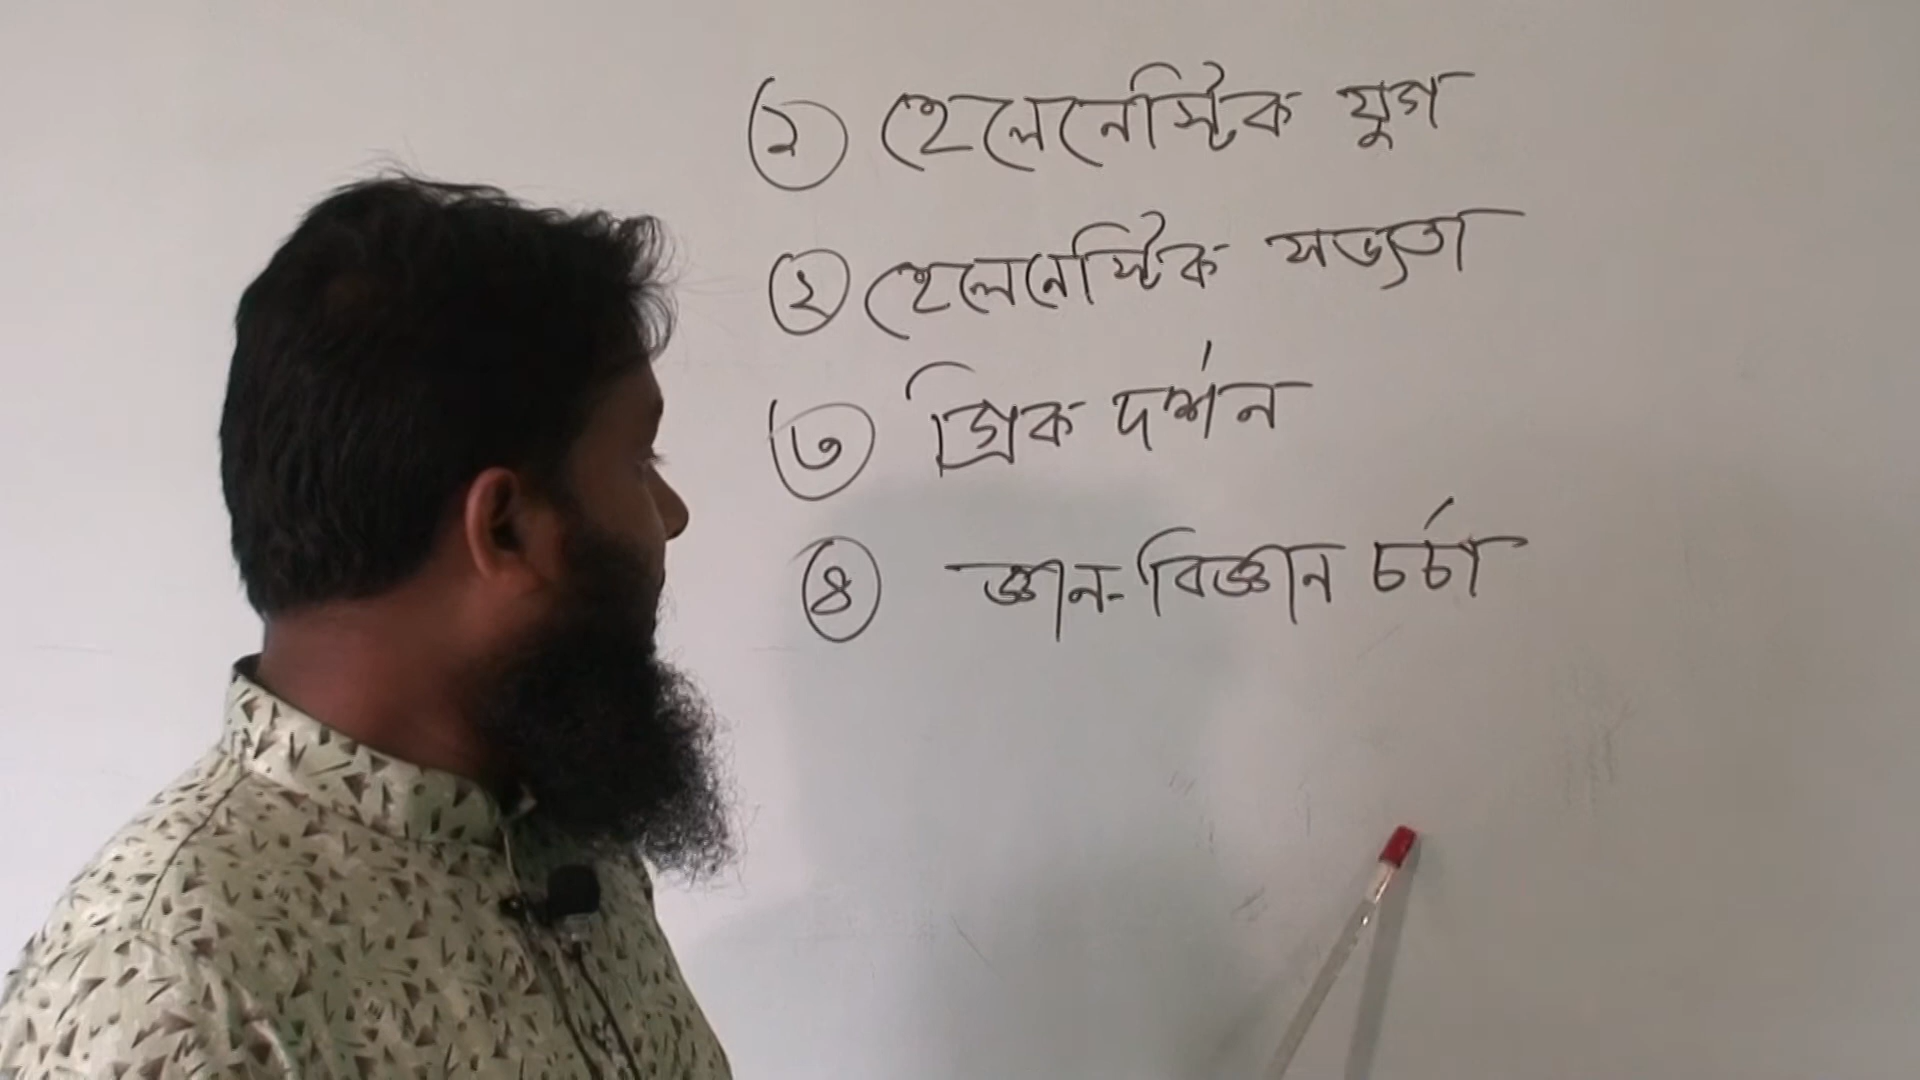 ১ হেলেনেস্টিক যুগ
২ হেলেনেস্টিক সভ্যতা
৩ গ্রিক দর্শন
৪ জ্ঞান-বিজ্ঞান চর্চা